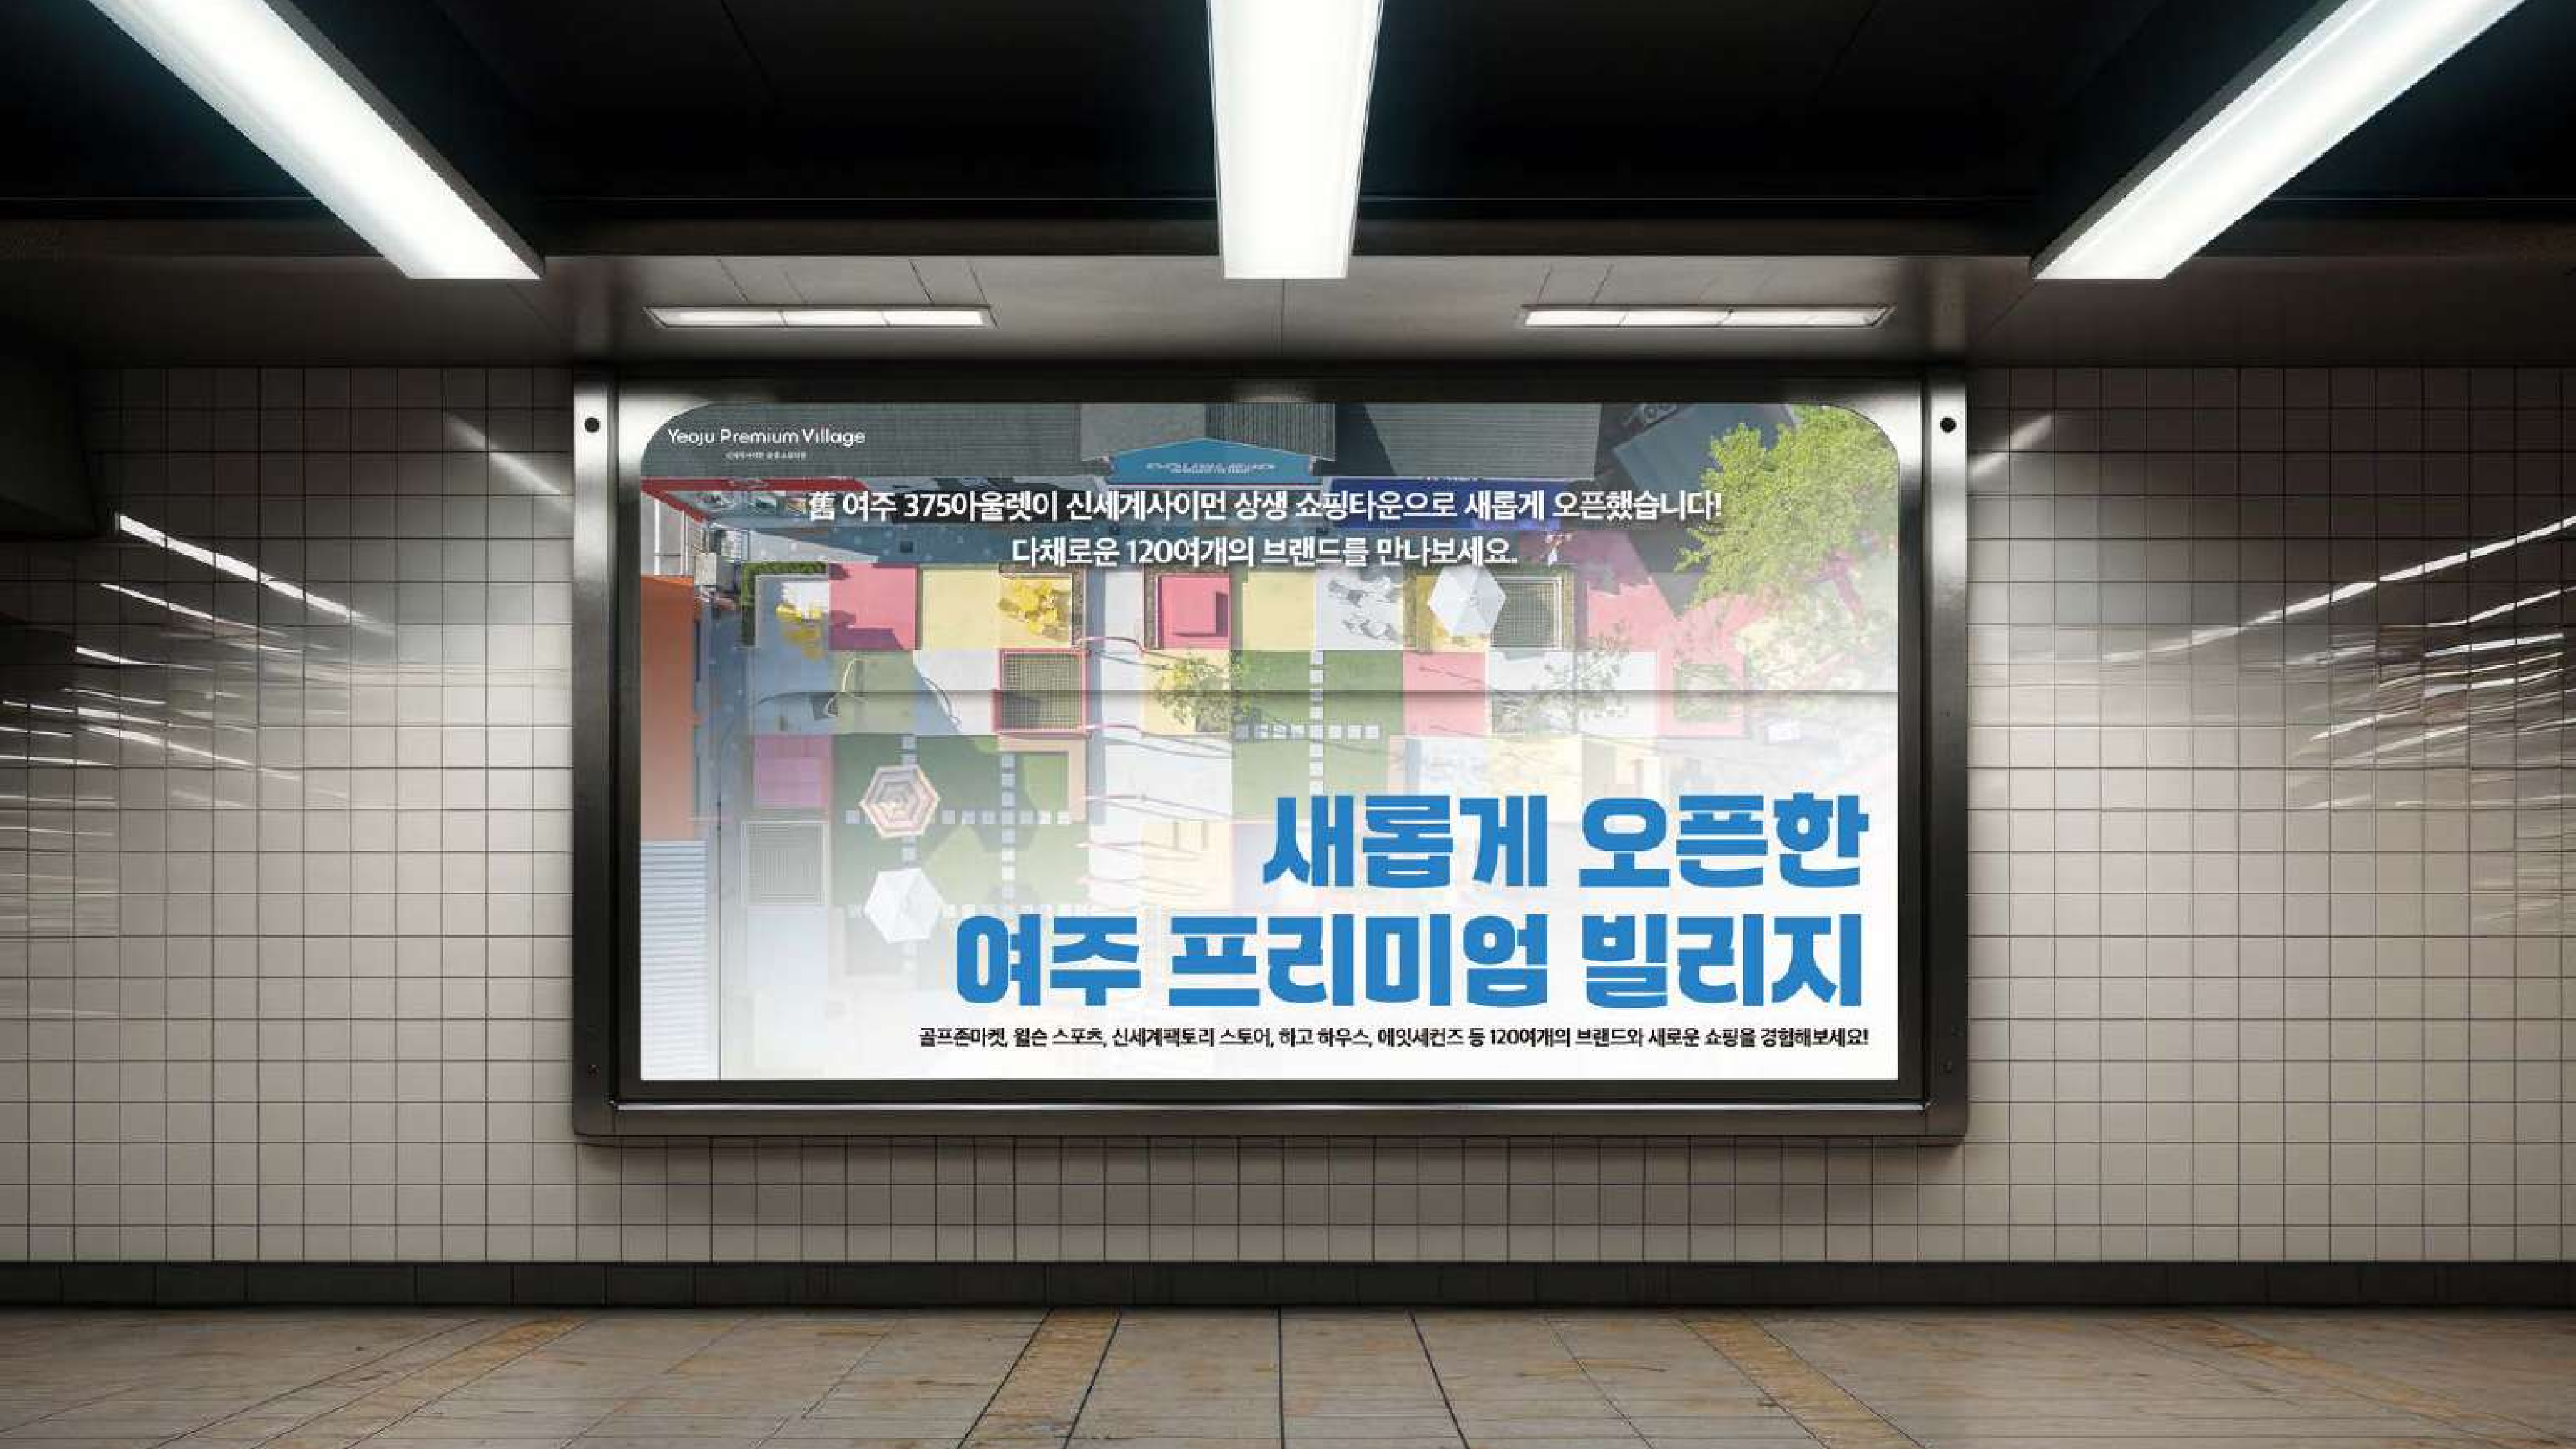 Yeoju Premium Village
舊 여주 375아울렛이 신세계사이먼 상생 쇼핑타운으로 새롭게 오픈했습니다!
다채로운 120여개의 브랜드를 만나보세요.
새롭게 오픈한
여주 프리미엄 빌리지
골프존마켓, 윌슨 스포츠, 신세계팩토리 스토어, 하고 하우스, 에잇세컨즈 등 120여개의 브랜드와 새로운 쇼핑을 경험해보세요!